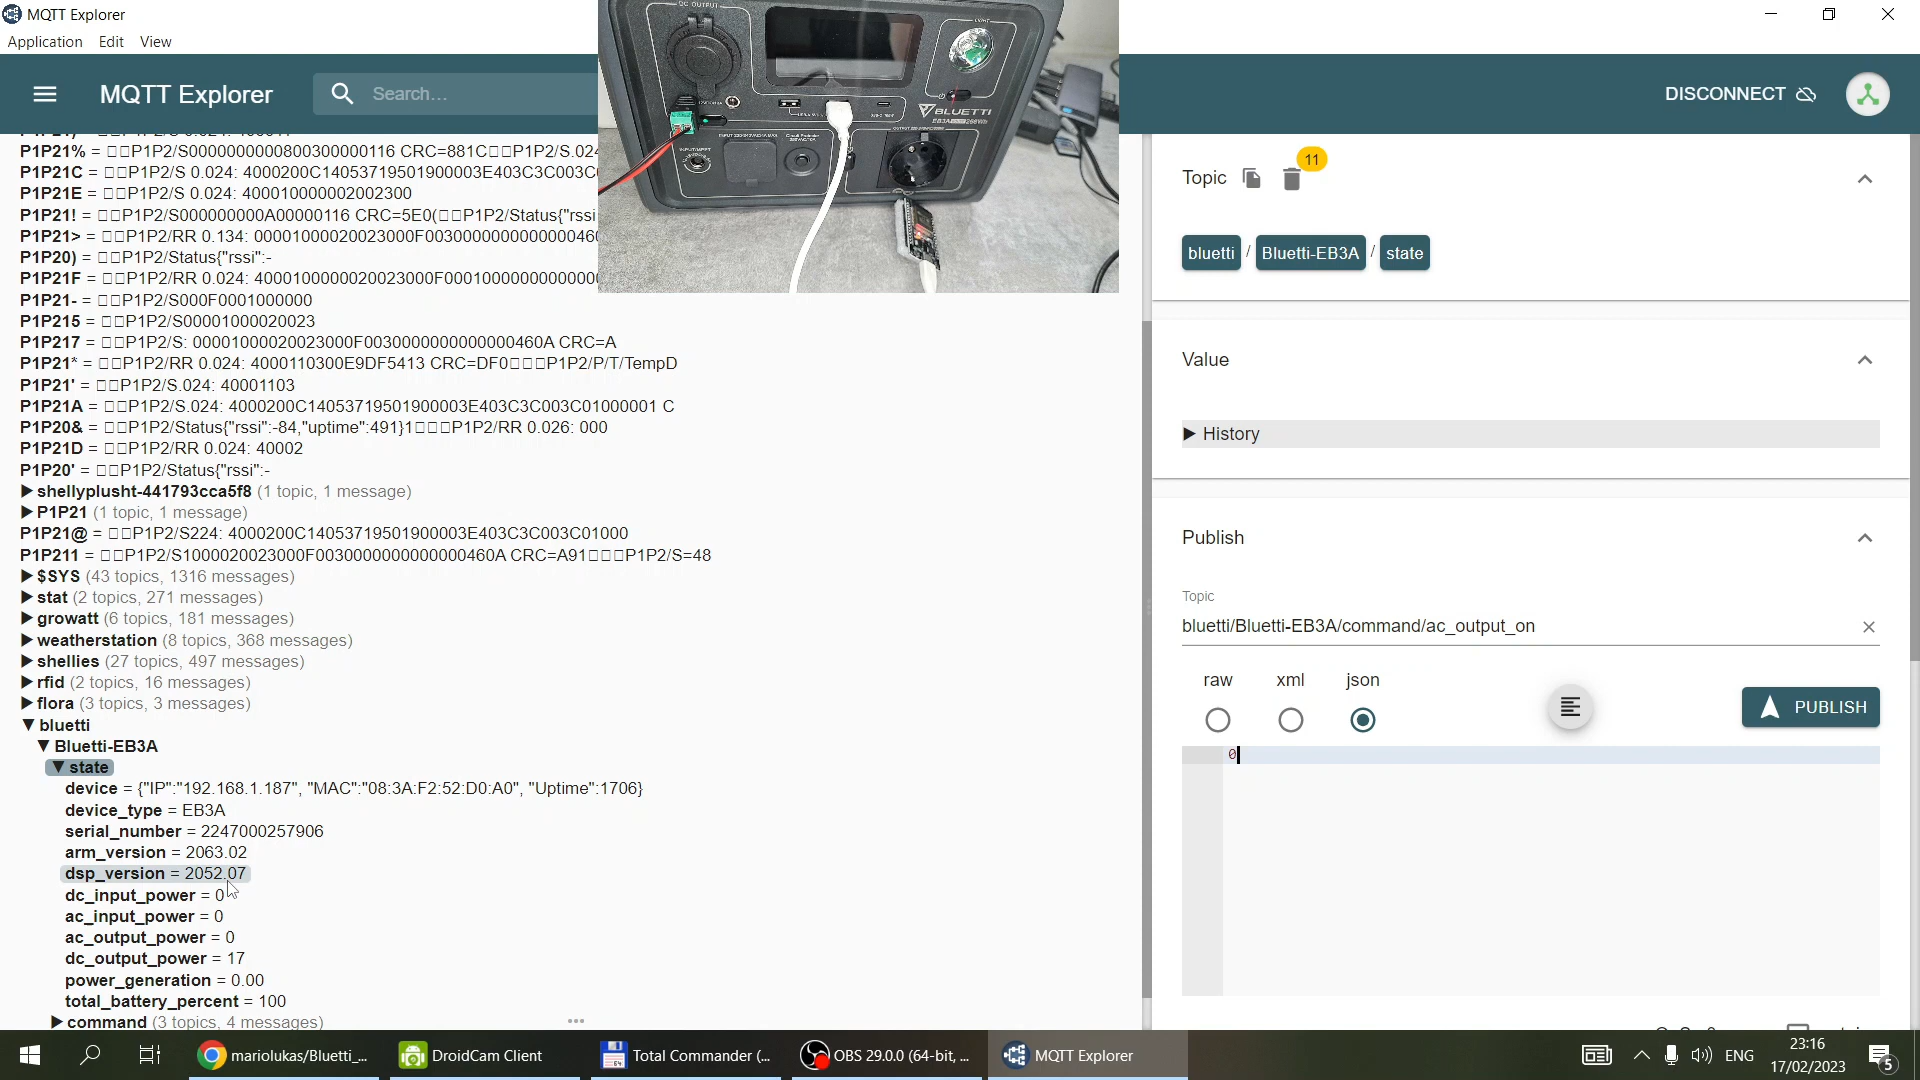 MQTT Explorer
Application Edit View
MQTT Explorer
Search...
DISCONNECT
DC OUTPUT
LIGHT
BLUETTI
P1P21% = □□P1P2/S0000000000800300000116 CRC=881C□□P1P2/S.024
P1P21C = □□P1P2/S 0.024: 4000200C14053719501900003E403C3C003C
P1P21E = □□P1P2/S 0.024: 400010000002002300
P1P21! = □□P1P2/S000000000A00000116 CRC=5E0(□□P1P2/Status{"rssi
P1P21> = □□P1P2/RR 0.134: 00001000020023000F0030000000000000460
P1P20) = □□P1P2/Status{"rssi":-
P1P21F = □□P1P2/RR 0.024: 4000100000020023000F0001000000000000
P1P21- = □□P1P2/S000F0001000000
P1P215 = □□P1P2/S00001000020023
P1P217 = □□P1P2/S: 00001000020023000F0030000000000000460A CRC=A
P1P21* = □□P1P2/RR 0.024: 4000110300E9DF5413 CRC=DF0□□□P1P2/P/T/TempD
P1P21' = □□P1P2/S.024: 40001103
P1P21A = □□P1P2/S.024: 4000200C14053719501900003E403C3C003C01000001 C
P1P20& = □□P1P2/Status{"rssi":-84,"uptime":491}1□□□P1P2/RR 0.026: 000
P1P21D = □□P1P2/RR 0.024: 40002
P1P20' = □□P1P2/Status{"rssi":-
▶ shellyplusht-441793cca5f8 (1 topic, 1 message)
▶ P1P21 (1 topic, 1 message)
P1P21@ = □□P1P2/S224: 4000200C14053719501900003E403C3C003C01000
P1P211 = □□P1P2/S1000020023000F0030000000000000460A CRC=A91□□□P1P2/S=48
▶ $SYS (43 topics, 1316 messages)
▶ stat (2 topics, 271 messages)
▶ growatt (6 topics, 181 messages)
▶ weatherstation (8 topics, 368 messages)
▶ shellies (27 topics, 497 messages)
▶ rfid (2 topics, 16 messages)
▶ flora (3 topics, 3 messages)
▼ bluetti
▼ Bluetti-EB3A
▼ state
device = {"IP":"192.168.1.187", "MAC":"08:3A:F2:52:D0:A0", "Uptime":1706}
device_type = EB3A
serial_number = 2247000257906
arm_version = 2063.02
dsp_version = 2052.07
dc_input_power = 0
ac_input_power = 0
ac_output_power = 0
dc_output_power = 17
power_generation = 0.00
total_battery_percent = 100
▶ command (3 topics, 4 messages)
Topic 11
bluetti / Bluetti-EB3A / state
Value
▶ History
Publish
Topic
bluetti/Bluetti-EB3A/command/ac_output_on
raw xml json
PUBLISH
0
mariolukas/Bluetti_...
DroidCam Client
Total Commander (...
OBS 29.0.0 (64-bit, ...
MQTT Explorer
ENG
23:16
17/02/2023
5